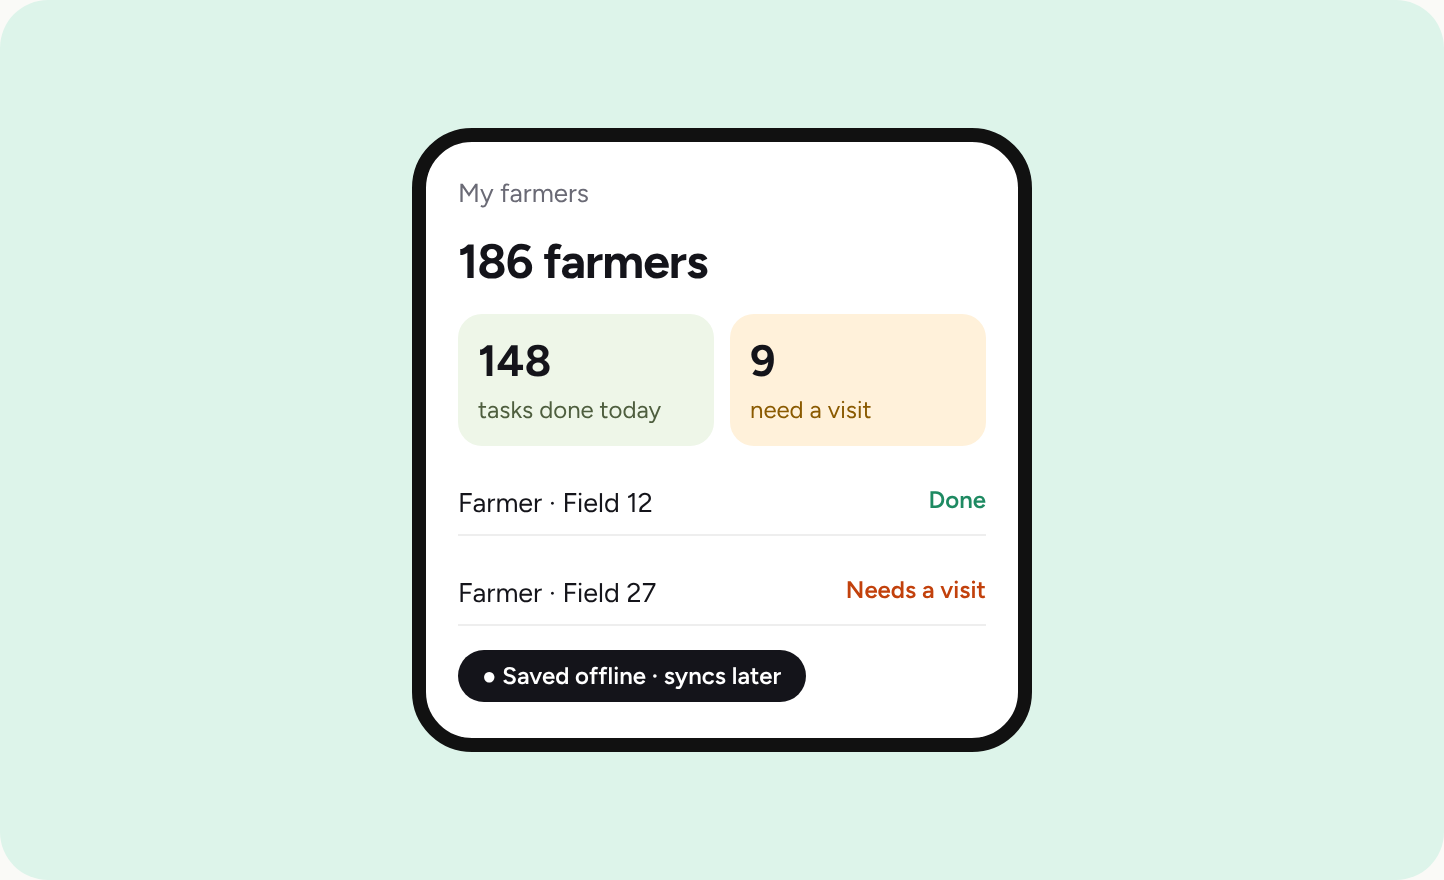 My farmers
186 farmers
148
tasks done today
9
need a visit
Farmer · Field 12
Done
Farmer · Field 27
Needs a visit
Saved offline · syncs later